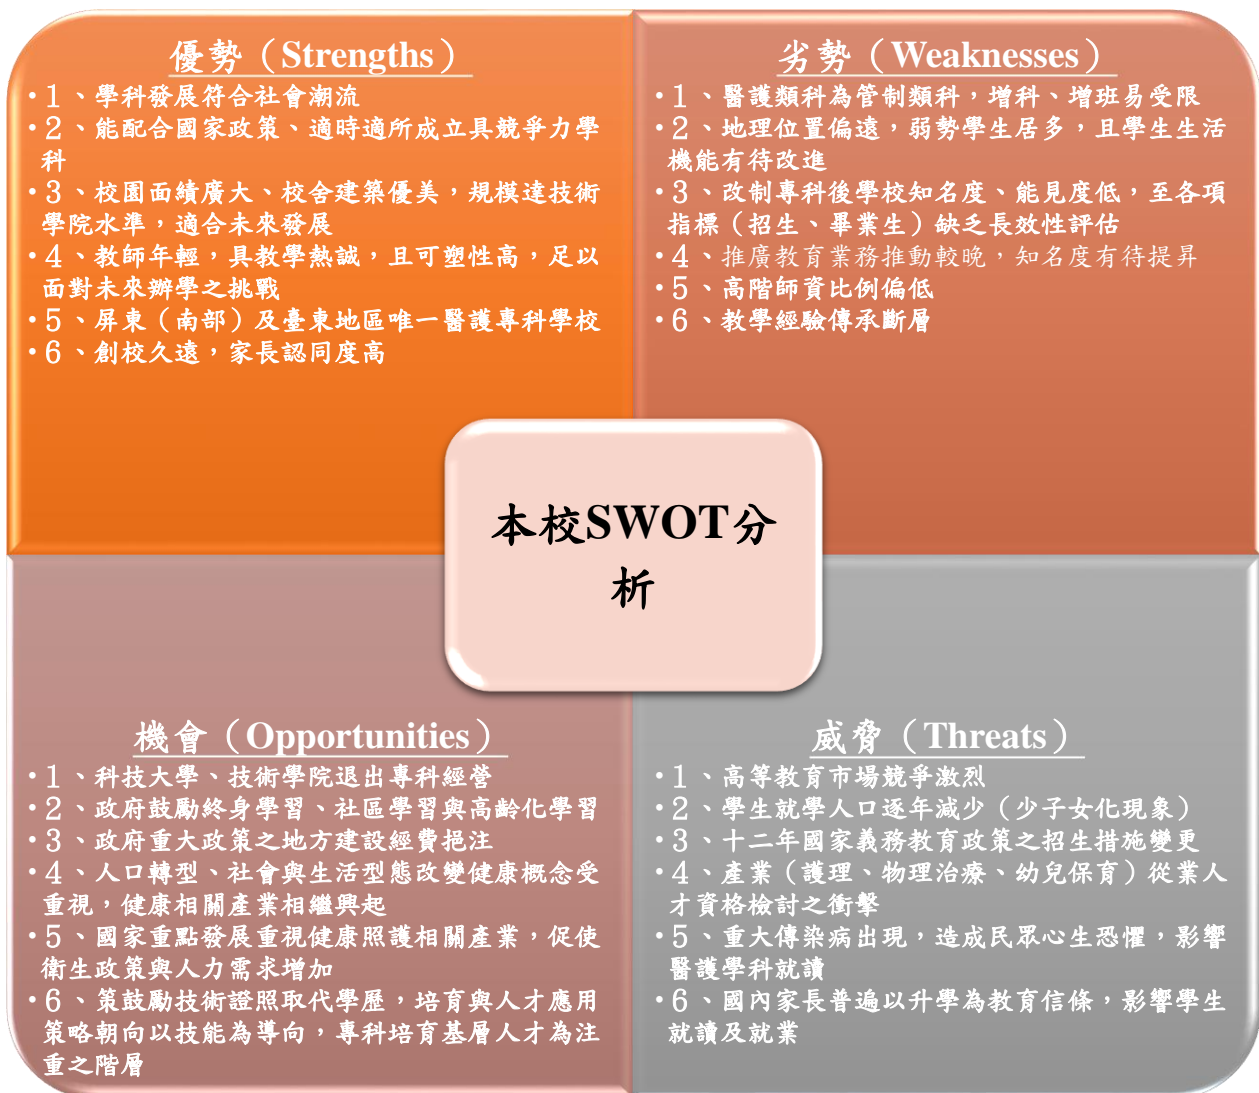 優勢（Strengths）
•１、學科發展符合社會潮流
•２、能配合國家政策、適時適所成立具競爭力學
科
•３、校園面績廣大、校舍建築優美，規模達技術
學院水準，適合未來發展
•４、教師年輕，具教學熱誠，且可塑性高，足以
面對未來辦學之挑戰
•５、屏東（南部）及臺東地區唯一醫護專科學校
•６、創校久遠，家長認同度高
劣勢（Weaknesses）
•１、醫護類科為管制類科，增科、增班易受限
•２、地理位置偏遠，弱勢學生居多，且學生生活
機能有待改進
•３、改制專科後學校知名度、能見度低，至各項
指標（招生、畢業生）缺乏長效性評估
•４、推廣教育業務推動較晚，知名度有待提昇
•５、高階師資比例偏低
•６、教學經驗傳承斷層
本校SWOT分
析
機會（Opportunities）
•１、科技大學、技術學院退出專科經營
•２、政府鼓勵終身學習、社區學習與高齡化學習
•３、政府重大政策之地方建設經費挹注
•４、人口轉型、社會與生活型態改變健康概念受
重視，健康相關產業相繼興起
•５、國家重點發展重視健康照護相關產業，促使
衛生政策與人力需求增加
•６、策鼓勵技術證照取代學歷，培育與人才應用
策略朝向以技能為導向，專科培育基層人才為注
重之階層
威脅（Threats）
•１、高等教育市場競爭激烈
•２、學生就學人口逐年減少（少子女化現象）
•３、十二年國家義務教育政策之招生措施變更
•４、產業（護理、物理治療、幼兒保育）從業人
才資格檢討之衝擊
•５、重大傳染病出現，造成民眾心生恐懼，影響
醫護學科就讀
•６、國內家長普遍以升學為教育信條，影響學生
就讀及就業